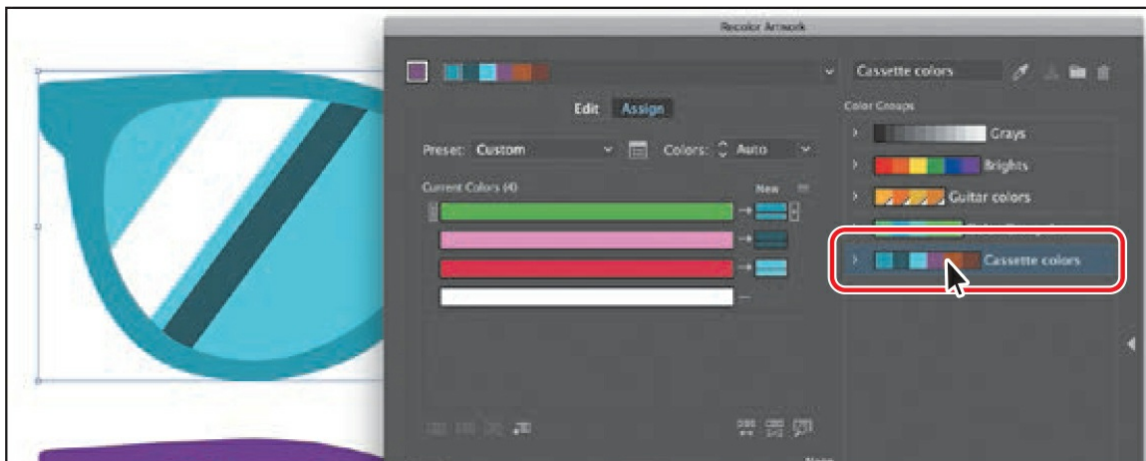 Recolor Artwork
Cassette colors
Edit Assign
Color Groups
Grays
Preset: Custom Colors: Auto
Brights
Current Colors (4) New
Guitar colors
Cassette colors
None